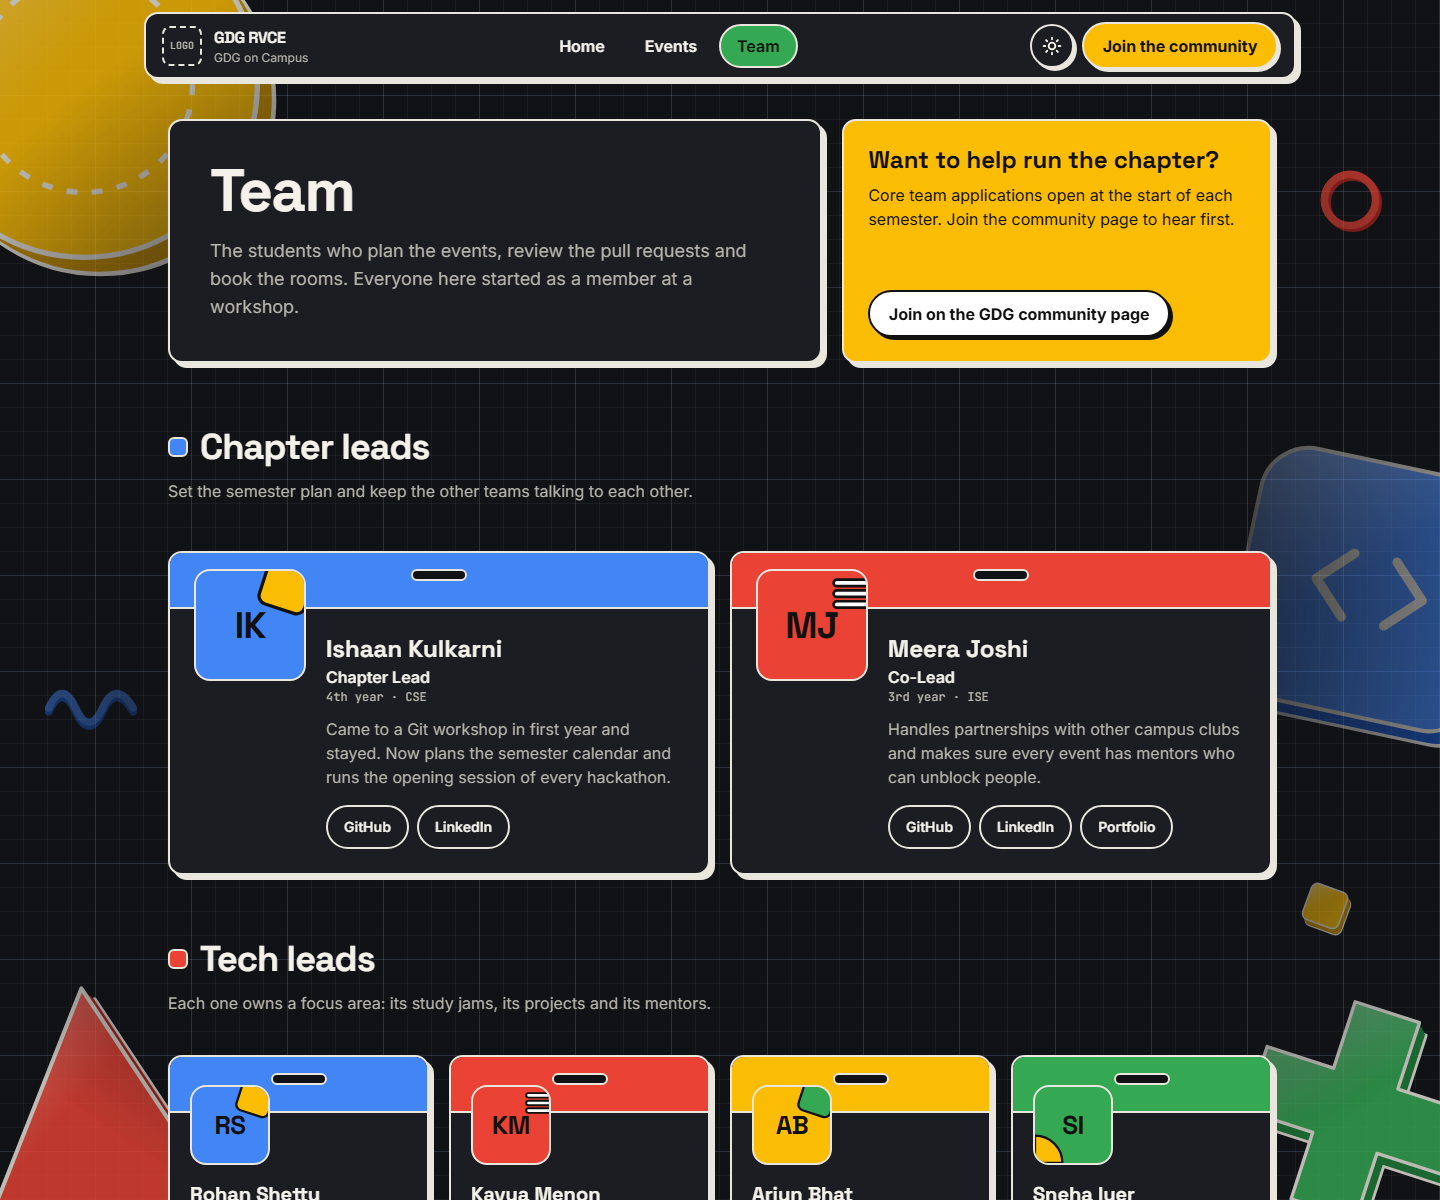 LOGO
GDG RVCE
GDG on Campus
Home
Events
Team
Join the community
Team
The students who plan the events, review the pull requests and
book the rooms. Everyone here started as a member at a
workshop.
Want to help run the chapter?
Core team applications open at the start of each
semester. Join the community page to hear first.
Join on the GDG community page
Chapter leads
Set the semester plan and keep the other teams talking to each other.
IK
Ishaan Kulkarni
Chapter Lead
4th year · CSE
Came to a Git workshop in first year and
stayed. Now plans the semester calendar and
runs the opening session of every hackathon.
GitHub
LinkedIn
MJ
Meera Joshi
Co-Lead
3rd year · ISE
Handles partnerships with other campus clubs
and makes sure every event has mentors who
can unblock people.
GitHub
LinkedIn
Portfolio
Tech leads
Each one owns a focus area: its study jams, its projects and its mentors.
RS
Rohan Shetty
KM
Kavya Menon
AB
Arjun Bhat
SI
Sneha Iyer